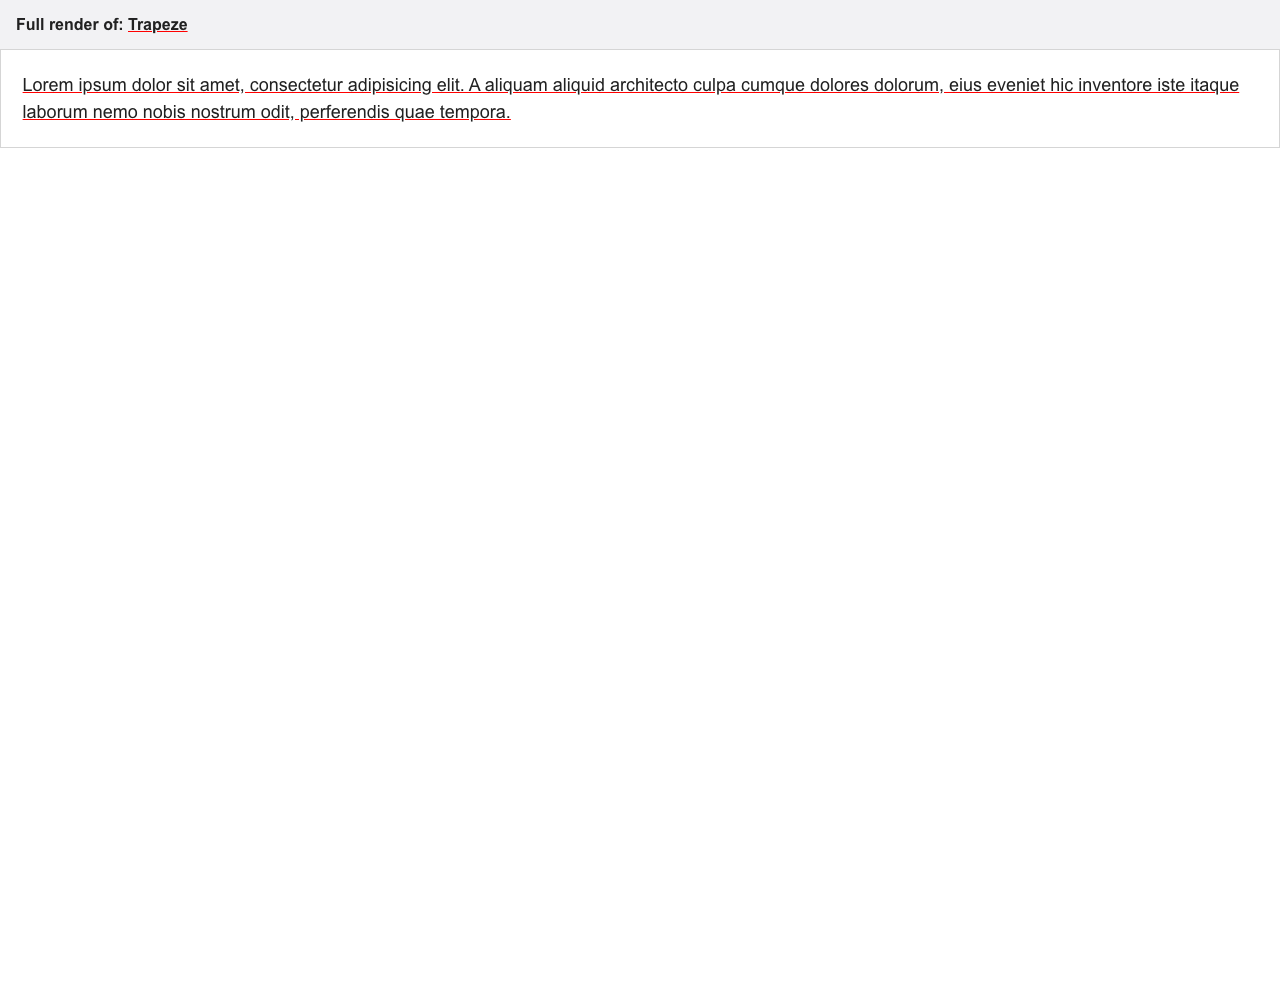 Full render of: Trapeze
Lorem ipsum dolor sit amet, consectetur adipisicing elit. A aliquam aliquid architecto culpa cumque dolores dolorum, eius eveniet hic inventore iste itaque
laborum nemo nobis nostrum odit, perferendis quae tempora.